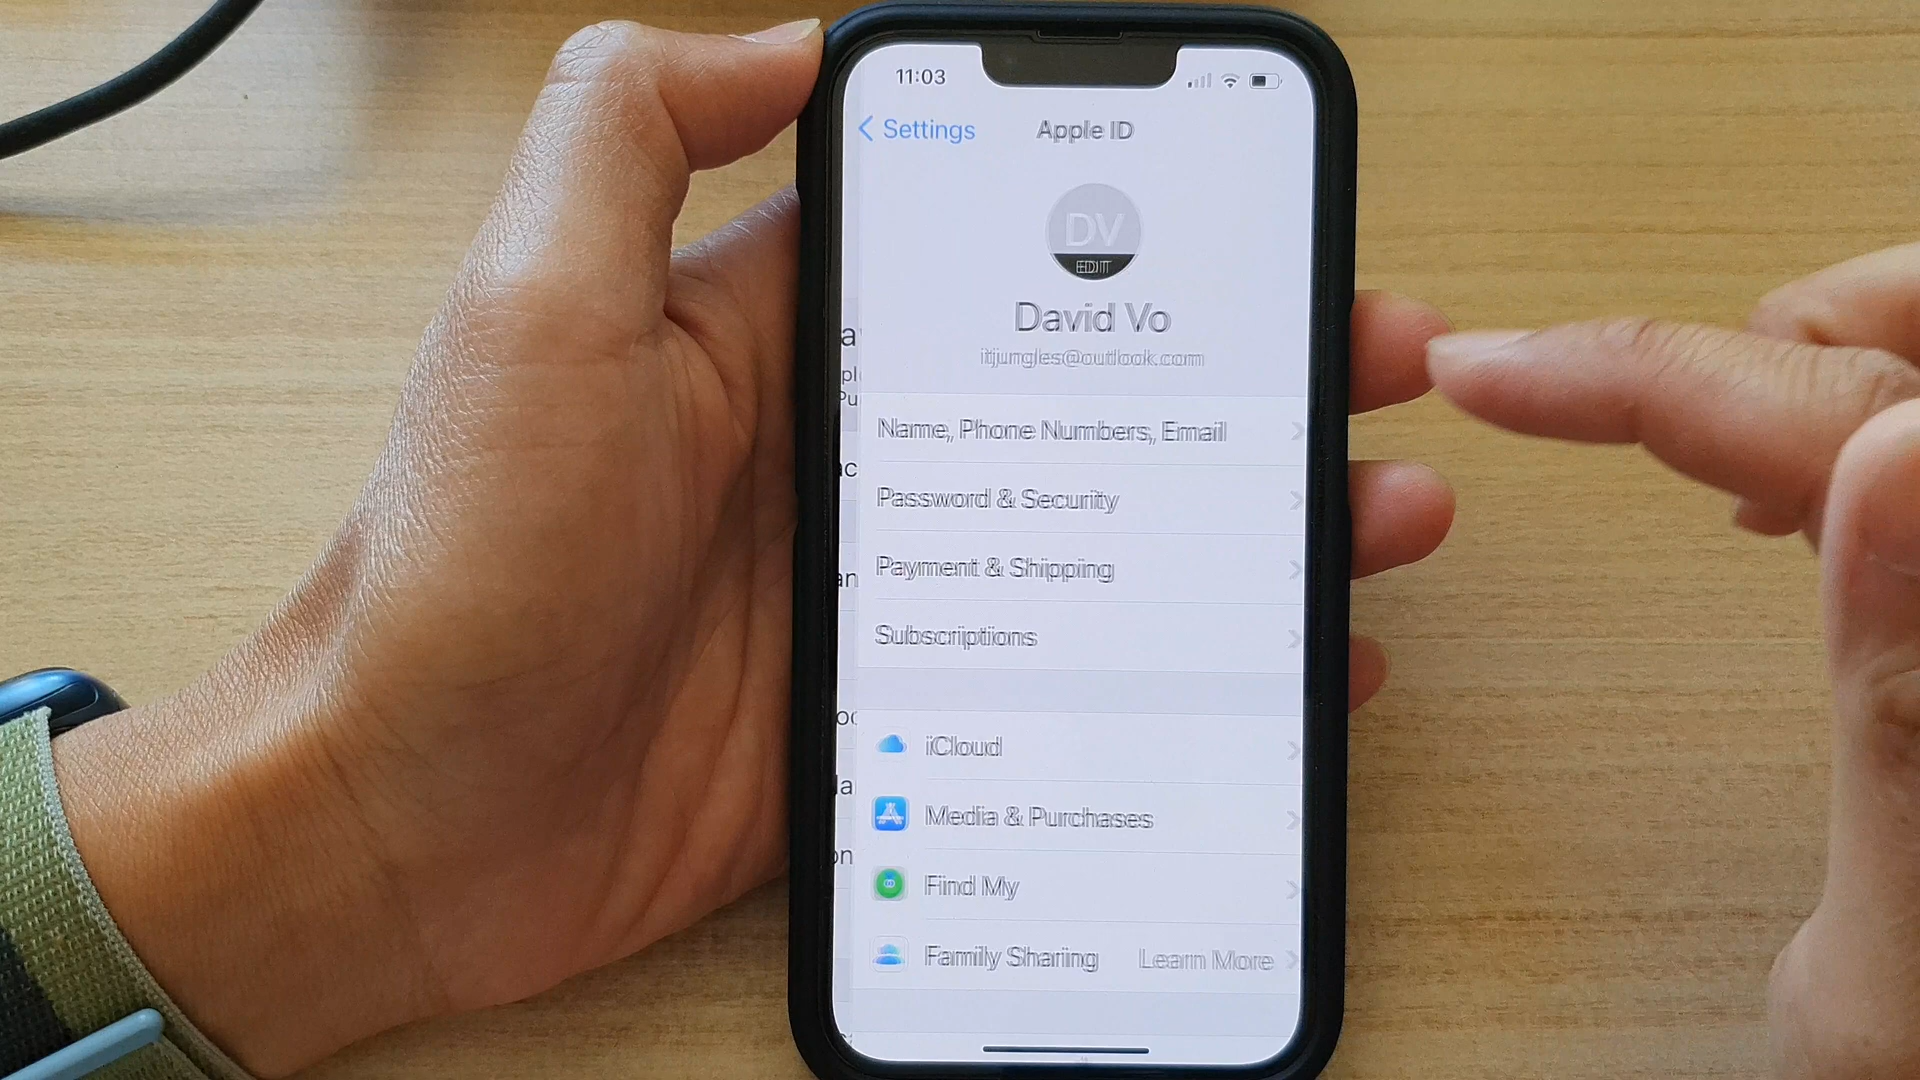 11:03
Settings
Apple ID
DV
EDIT
David Vo
itjungles@outlook.com
Name, Phone Numbers, Email
Password & Security
Payment & Shipping
Subscriptions
iCloud
Media & Purchases
Find My
Family Sharing
Learn More